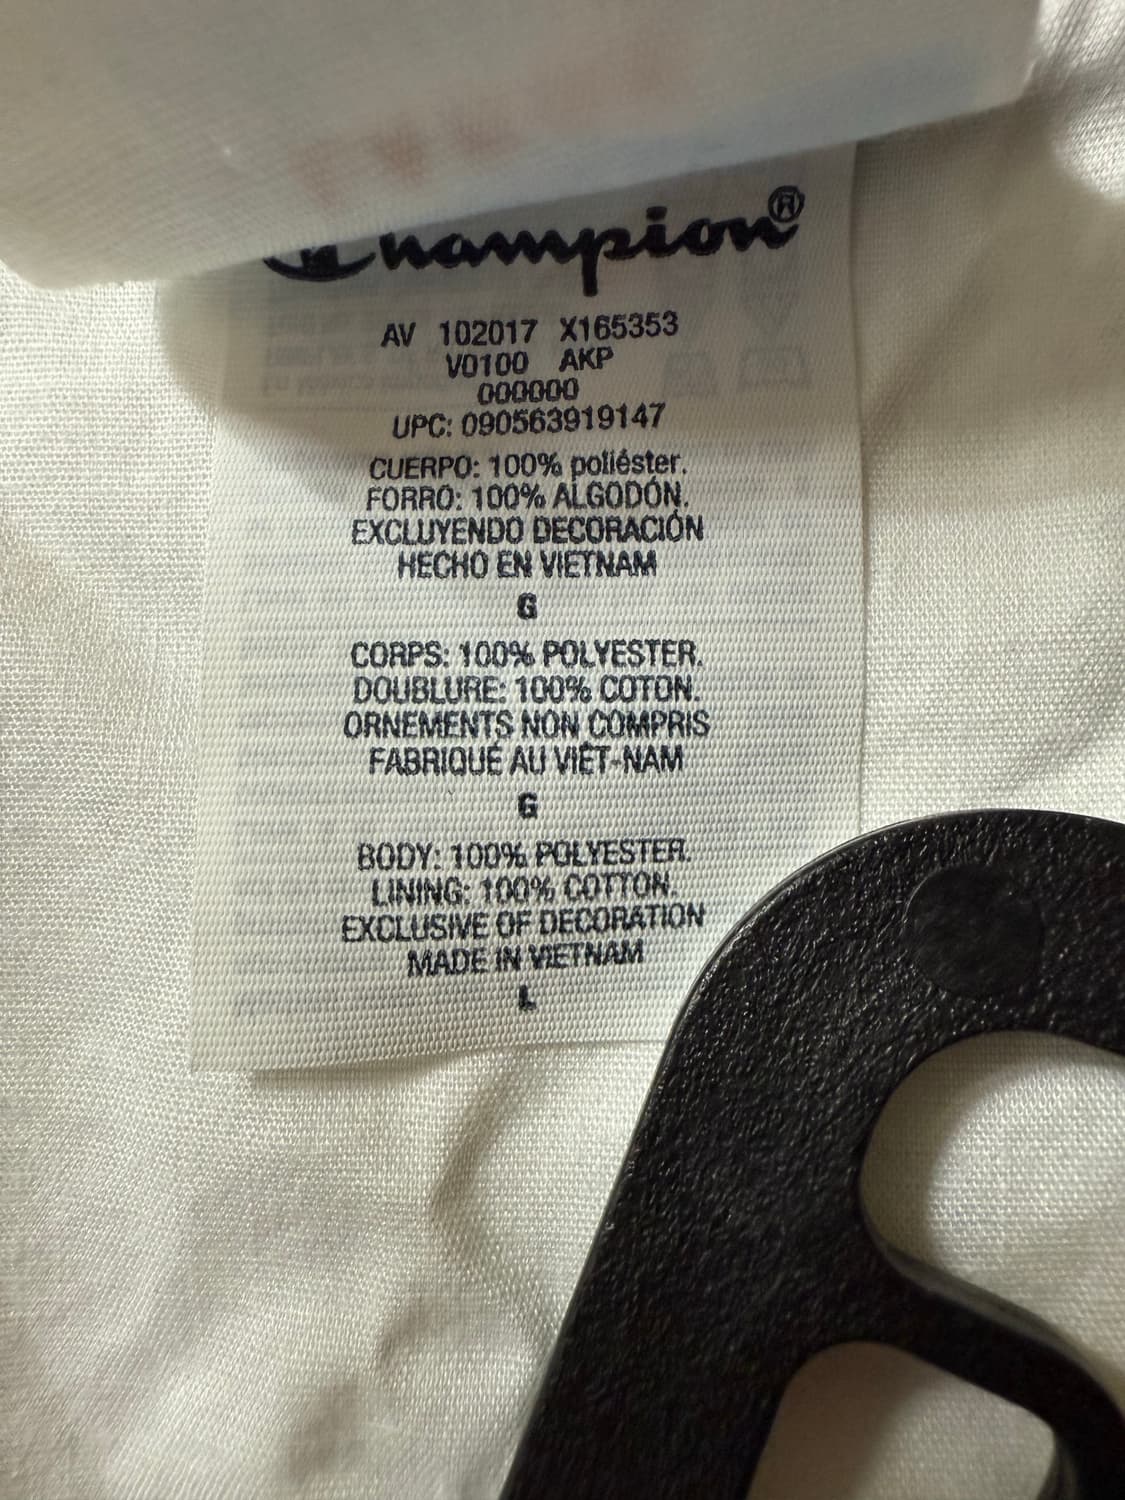 Champion®
AV 102017 X165353
V0100 AKP
000000
UPC: 090563919147
CUERPO: 100% poliéster.
FORRO: 100% ALGODÓN.
EXCLUYENDO DECORACIÓN
HECHO EN VIETNAM
G
CORPS: 100% POLYESTER.
DOUBLURE: 100% COTON.
ORNEMENTS NON COMPRIS
FABRIQUÉ AU VIÊT-NAM
G
BODY: 100% POLYESTER.
LINING: 100% COTTON.
EXCLUSIVE OF DECORATION
MADE IN VIETNAM
L